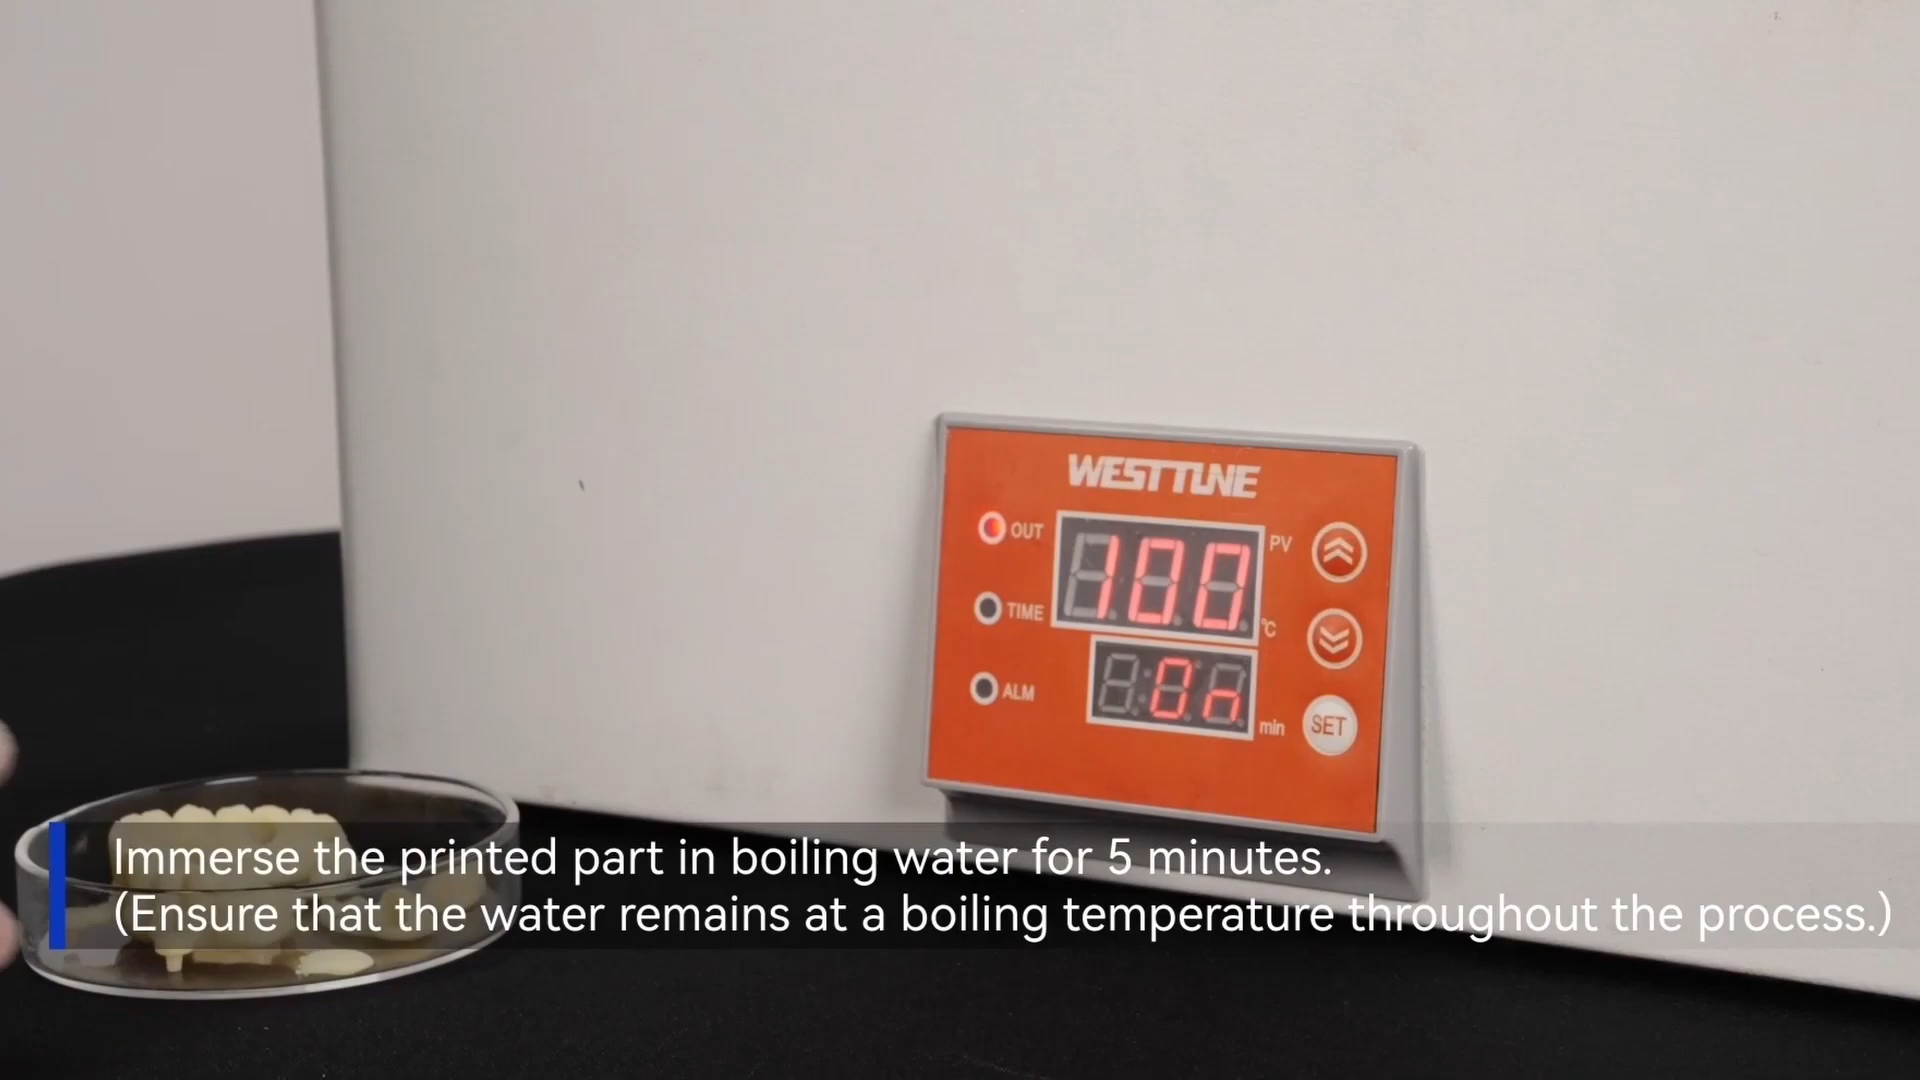 WESTTUNE
OUT
100
PV
℃
TIME
On
min
ALM
SET
Immerse the printed part in boiling water for 5 minutes.
(Ensure that the water remains at a boiling temperature throughout the process.)